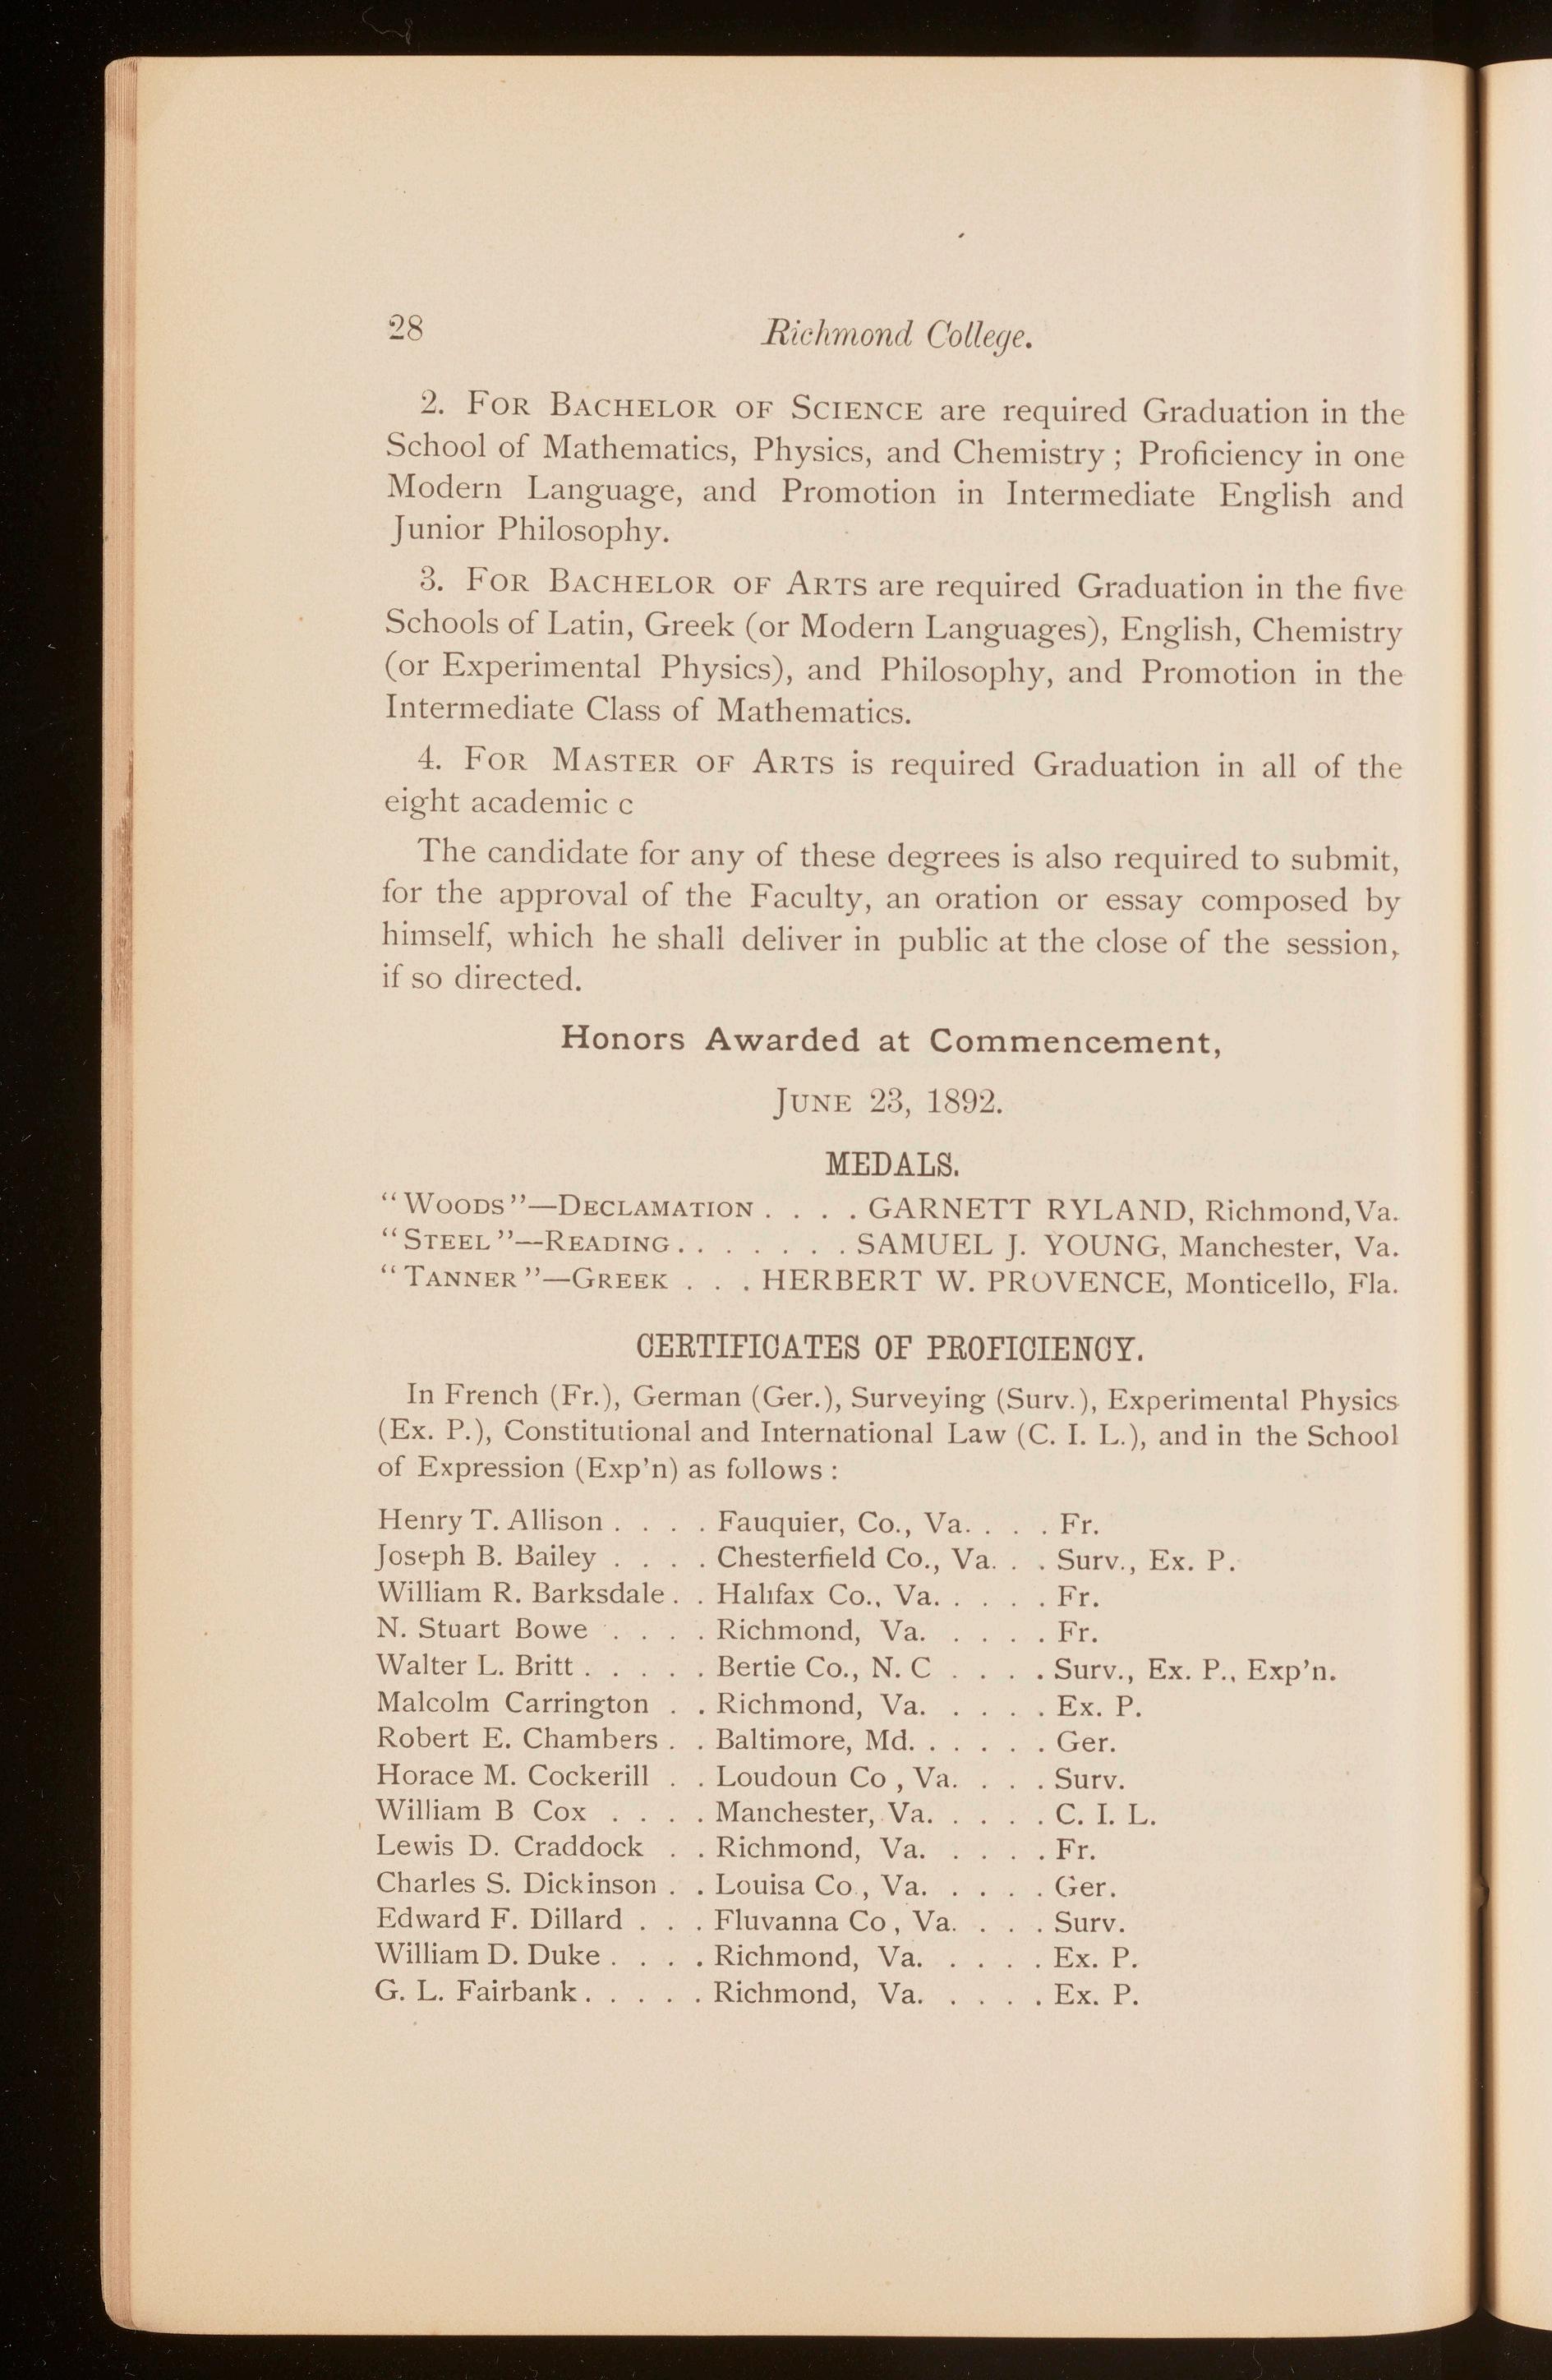 28 Richmond College.
2. FOR BACHELOR OF SCIENCE are required Graduation in the
School of Mathematics, Physics, and Chemistry ; Proficiency in one
Modern Language, and Promotion in Intermediate English and
Junior Philosophy.
3. FOR BACHELOR OF ARTS are required Graduation in the five
Schools of Latin, Greek (or Modern Languages), English, Chemistry
(or Experimental Physics), and Philosophy, and Promotion in the
Intermediate Class of Mathematics.
4. FOR MASTER OF ARTS is required Graduation in all of the
eight academic c
The candidate for any of these degrees is also required to submit,
for the approval of the Faculty, an oration or essay composed by
himself, which he shall deliver in public at the close of the session,
if so directed.
Honors Awarded at Commencement,
JUNE 23, 1892.
MEDALS.
"WOODS"—DECLAMATION . . . . GARNETT RYLAND, Richmond, Va.
"STEEL"—READING . . . . . . . SAMUEL J. YOUNG, Manchester, Va.
"TANNER"—GREEK . . . HERBERT W. PROVENCE, Monticello, Fla.
CERTIFICATES OF PROFICIENCY.
In French (Fr.), German (Ger.), Surveying (Surv.), Experimental Physics
(Ex. P.), Constitutional and International Law (C. I. L.), and in the School
of Expression (Exp'n) as follows :
Henry T. Allison . . . . Fauquier, Co., Va. . . . Fr.
Joseph B. Bailey . . . . Chesterfield Co., Va. . . Surv., Ex. P.
William R. Barksdale . . Halifax Co., Va. . . . . Fr.
N. Stuart Bowe . . . . Richmond, Va. . . . . Fr.
Walter L. Britt . . . . . Bertie Co., N. C . . . . Surv., Ex. P., Exp'n.
Malcolm Carrington . . Richmond, Va. . . . . Ex. P.
Robert E. Chambers . . Baltimore, Md. . . . . . Ger.
Horace M. Cockerill . . Loudoun Co , Va. . . . Surv.
William B Cox . . . . Manchester, Va. . . . . C. I. L.
Lewis D. Craddock . . Richmond, Va. . . . . Fr.
Charles S. Dickinson . . Louisa Co., Va. . . . . Ger.
Edward F. Dillard . . . Fluvanna Co , Va. . . . Surv.
William D. Duke . . . . Richmond, Va. . . . . Ex. P.
G. L. Fairbank . . . . . Richmond, Va. . . . . Ex. P.